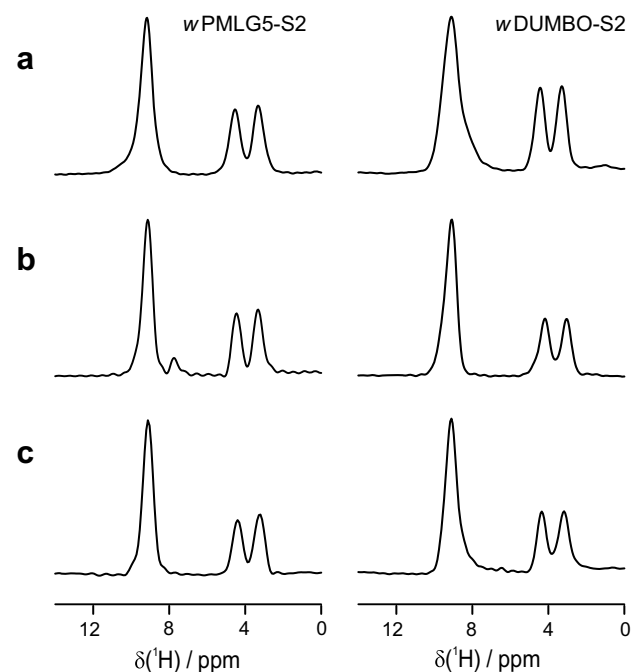 wPMLG5-S2 wDUMBO-S2
a
b
c
12 8 4 0 12 8 4 0
δ(¹H) / ppm δ(¹H) / ppm